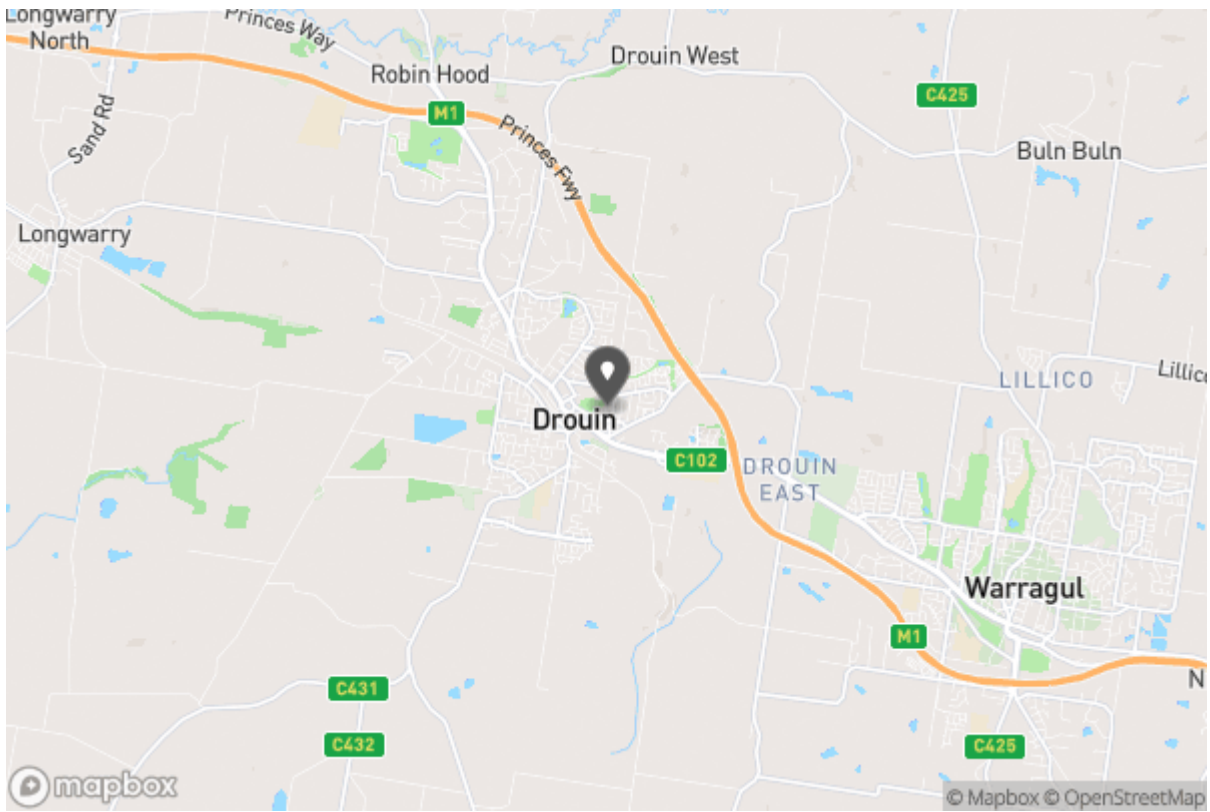 Longwarry
North
Princes Way
Drouin West
Robin Hood
C425
M1
Sand Rd
Princes Fwy
Buln Buln
Longwarry
LILLICO
Lillico
Drouin
C102
DROUIN
EAST
Warragul
M1
C431
N
C432
C425
mapbox
© Mapbox © OpenStreetMap